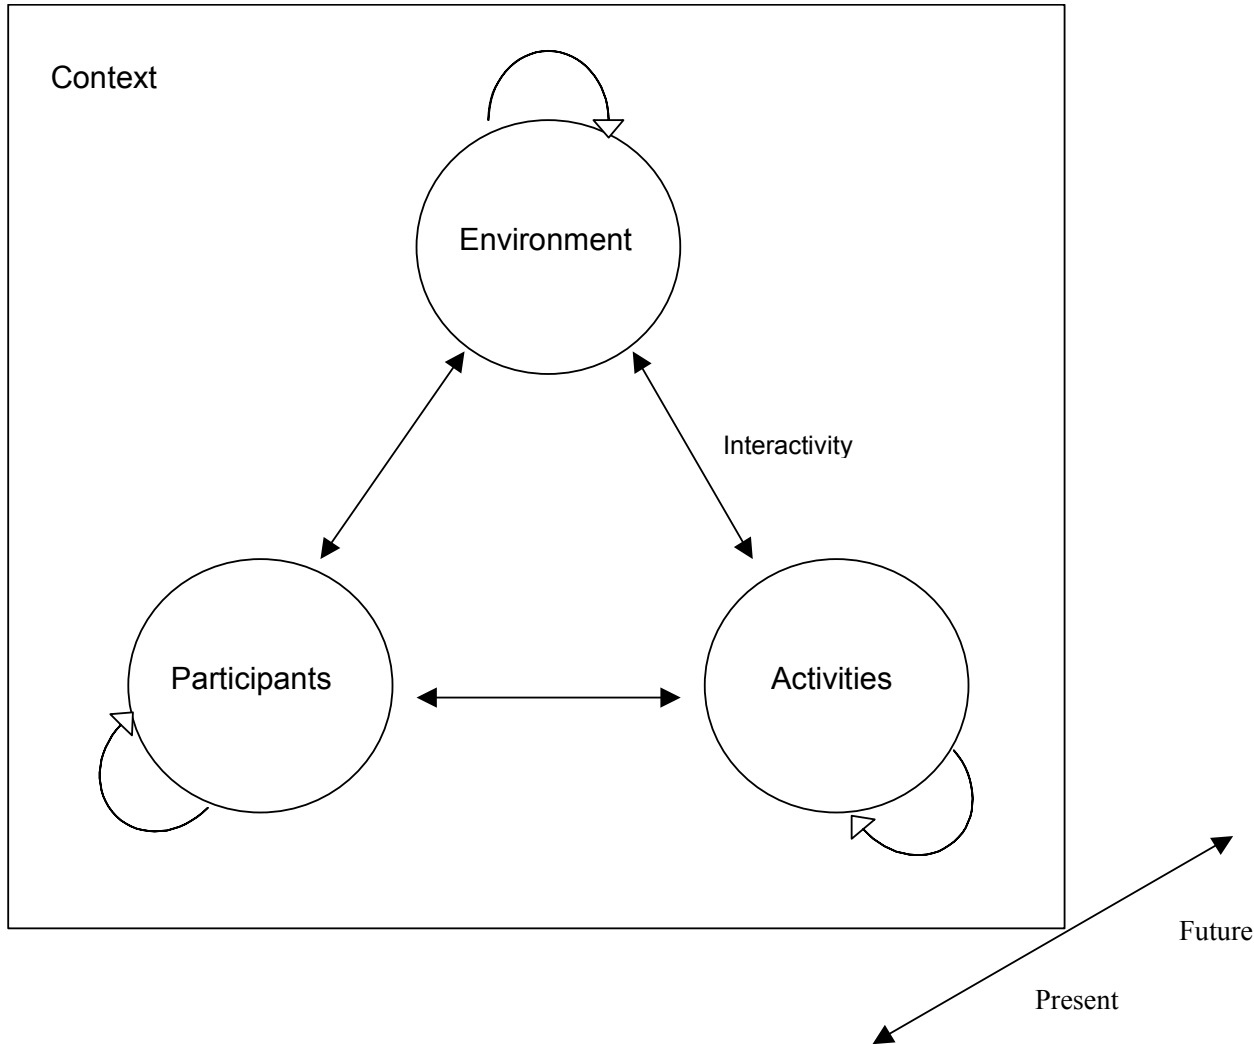 Context
Environment
Interactivity
Participants
Activities
Future
Present